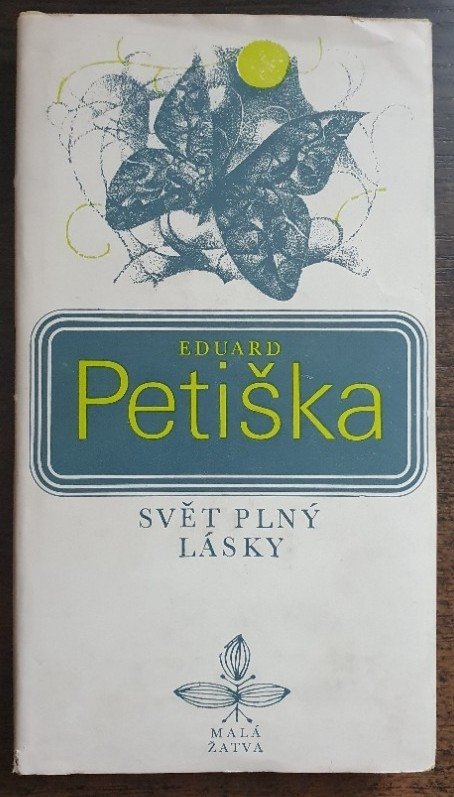 EDUARD
Petiška
SVĚT PLNÝ
LÁSKY
MALÁ
ŽATVA